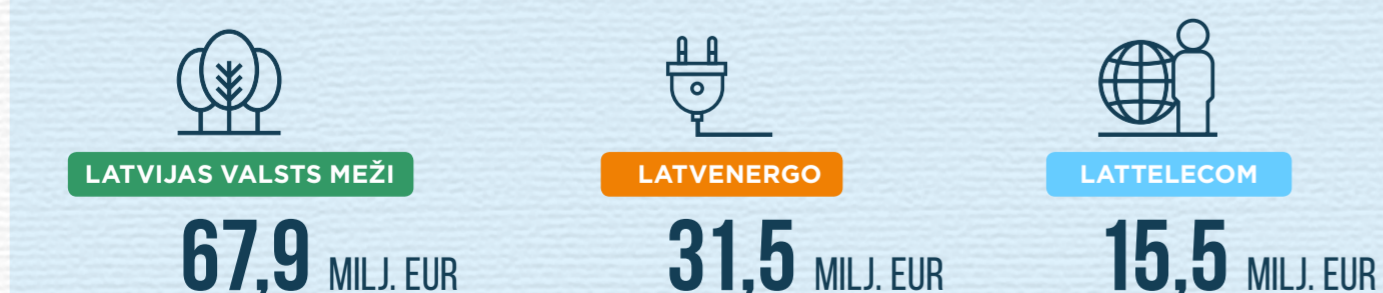 LATVIJAS VALSTS MEŽI
67,9 MILJ. EUR
LATVENERGO
31,5 MILJ. EUR
LATTELECOM
15,5 MILJ. EUR